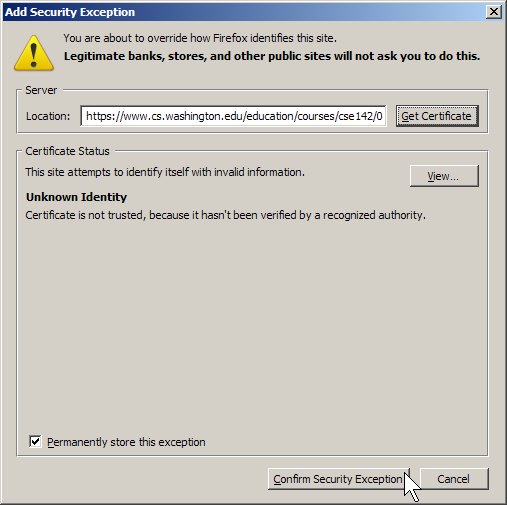 Add Security Exception
You are about to override how Firefox identifies this site.
Legitimate banks, stores, and other public sites will not ask you to do this.
Server
Location: https://www.cs.washington.edu/education/courses/cse142/0 Get Certificate
Certificate Status
This site attempts to identify itself with invalid information. View...
Unknown Identity
Certificate is not trusted, because it hasn't been verified by a recognized authority.
Permanently store this exception
Confirm Security Exception Cancel